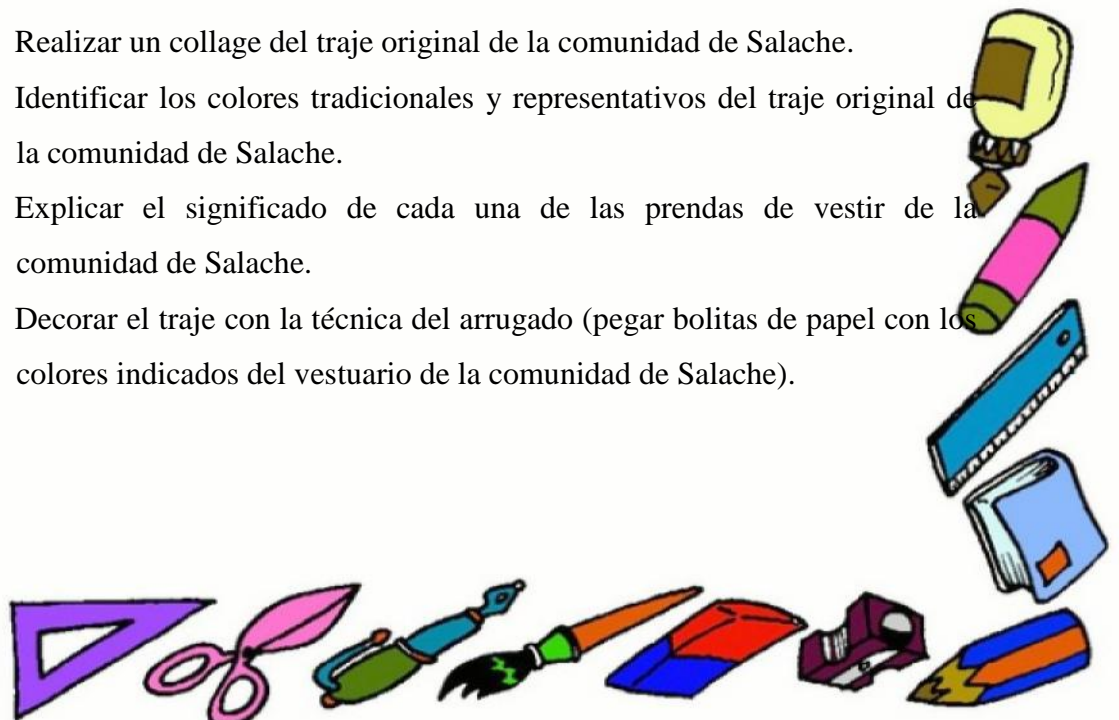 Realizar un collage del traje original de la comunidad de Salache.
Identificar los colores tradicionales y representativos del traje original de
la comunidad de Salache.
Explicar el significado de cada una de las prendas de vestir de la
comunidad de Salache.
Decorar el traje con la técnica del arrugado (pegar bolitas de papel con los
colores indicados del vestuario de la comunidad de Salache).